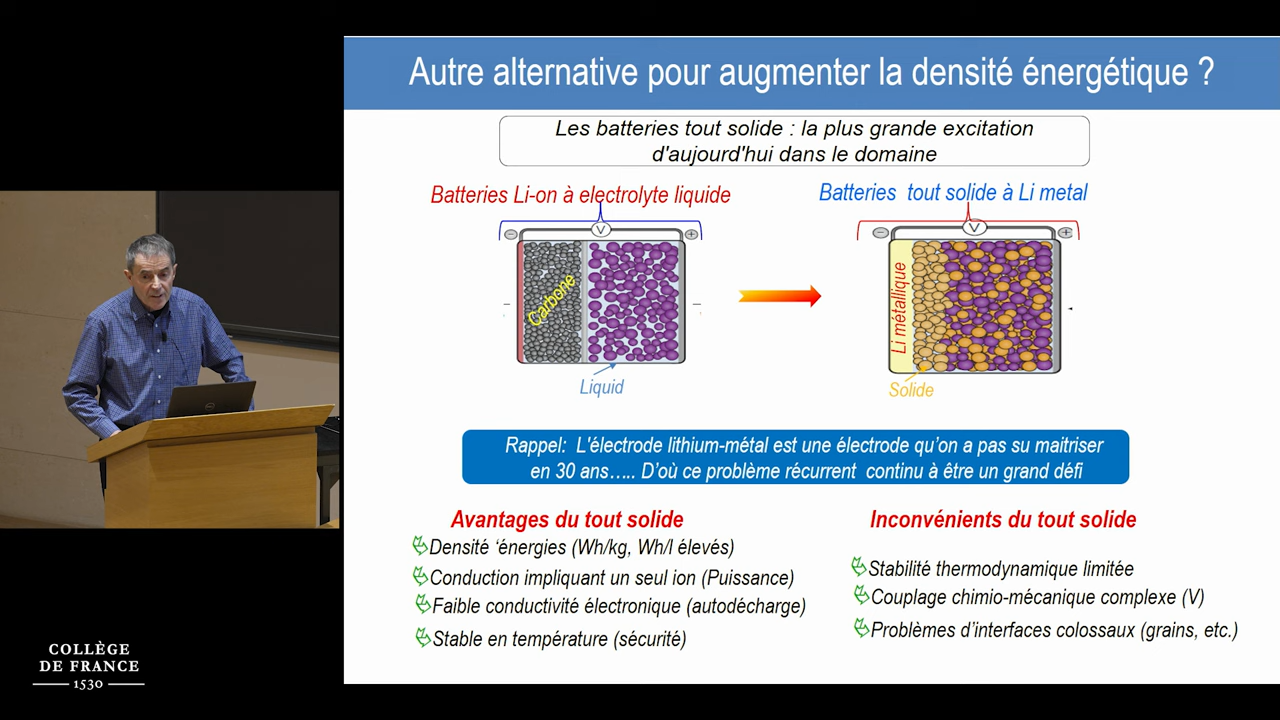 Autre alternative pour augmenter la densité énergétique ?
Les batteries tout solide : la plus grande excitation
d'aujourd'hui dans le domaine
Batteries Li-on à electrolyte liquide
Batteries tout solide à Li metal
V
V
Carbone
Li métallique
Liquid
Solide
Rappel: L'électrode lithium-métal est une électrode qu'on a pas su maitriser
en 30 ans….. D'où ce problème récurrent continu à être un grand défi
Avantages du tout solide
Densité ‘énergies (Wh/kg, Wh/l élevés)
Conduction impliquant un seul ion (Puissance)
Faible conductivité électronique (autodécharge)
Stable en température (sécurité)
Inconvénients du tout solide
Stabilité thermodynamique limitée
Couplage chimio-mécanique complexe (V)
Problèmes d'interfaces colossaux (grains, etc.)
COLLÈGE
DE FRANCE
1530